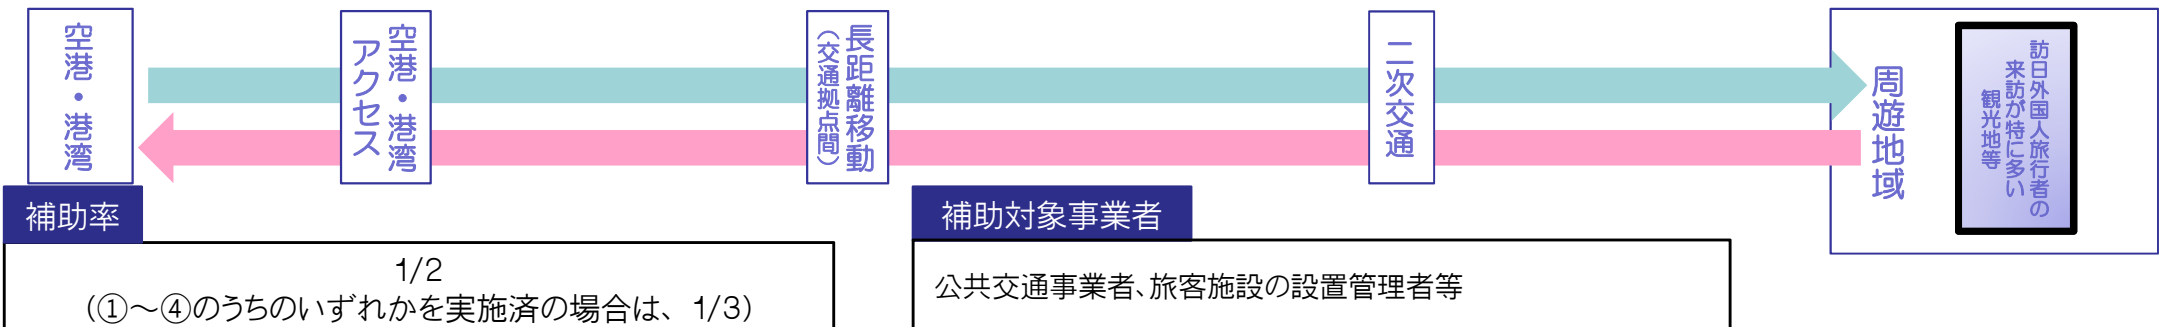 空港・港湾
空港・港湾
アクセス
長距離移動
（交通拠点間）
二次交通
周遊地域
訪日外国人旅行者の
来訪が特に多い
観光地等
補助率
1/2
（①～④のうちのいずれかを実施済の場合は、1/3）
補助対象事業者
公共交通事業者、旅客施設の設置管理者等